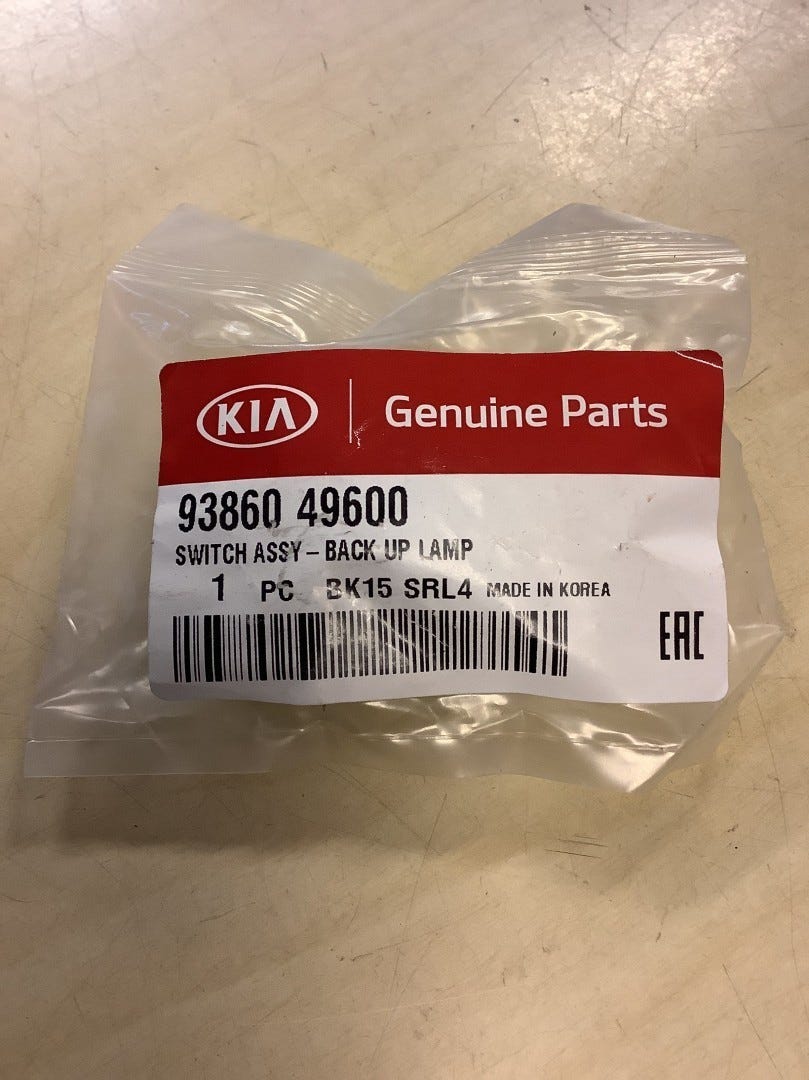 KIA Genuine Parts
93860 49600
SWITCH ASSY – BACK UP LAMP
1 PC BK15 SRL4 MADE IN KOREA
EAC